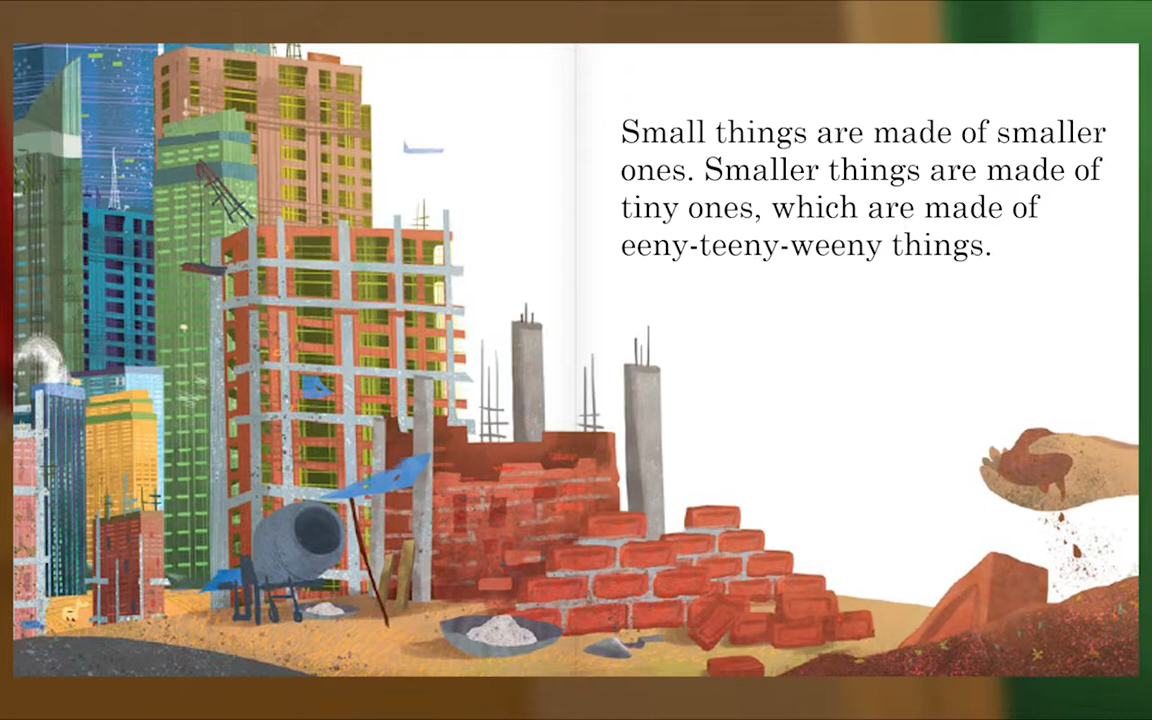 Small things are made of smaller
ones. Smaller things are made of
tiny ones, which are made of
eeny-teeny-weeny things.